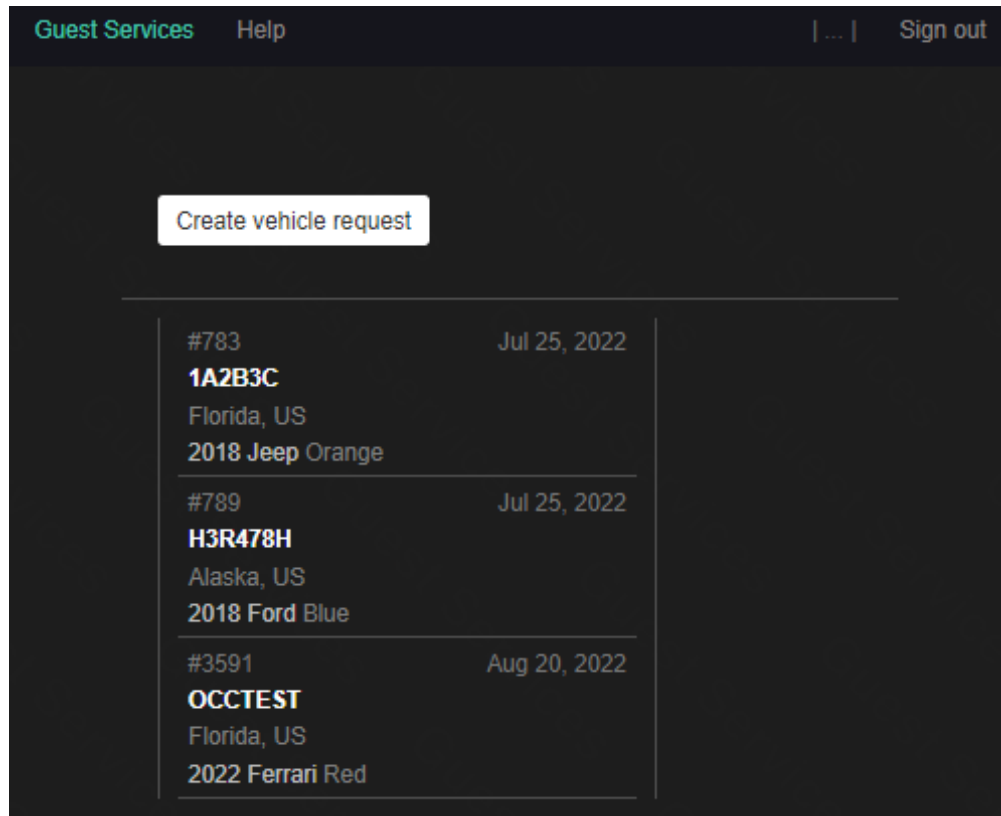 Guest Services Help | ... | Sign out
Create vehicle request
#783 Jul 25, 2022
1A2B3C
Florida, US
2018 Jeep Orange
#789 Jul 25, 2022
H3R478H
Alaska, US
2018 Ford Blue
#3591 Aug 20, 2022
OCCTEST
Florida, US
2022 Ferrari Red